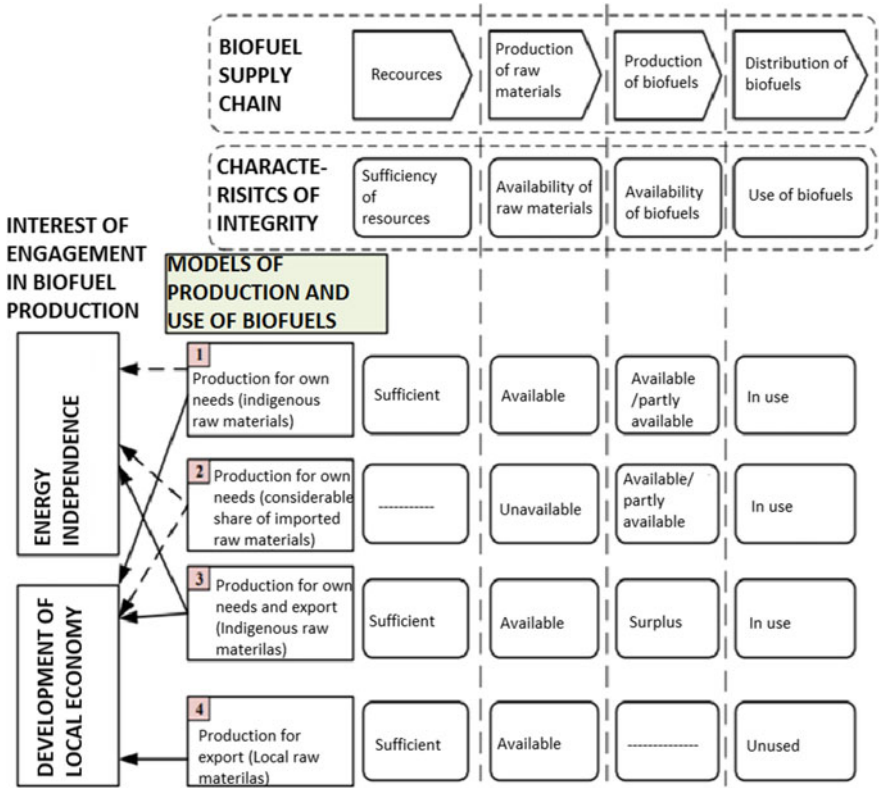 BIOFUEL
SUPPLY
CHAIN
Recources
Production
of raw
materials
Production
of biofuels
Distribution of
biofuels
CHARACTE-
RISITCS OF
INTEGRITY
Sufficiency
of
resources
Availability of
raw materials
Availability
of biofuels
Use of biofuels
INTEREST OF
ENGAGEMENT
IN BIOFUEL
PRODUCTION
MODELS OF
PRODUCTION AND
USE OF BIOFUELS
ENERGY
INDEPENDENCE
1
Production for own
needs (indigenous
raw materials)
Sufficient
Available
Available
/partly
available
In use
2
Production for own
needs (considerable
share of imported
raw materials)
------------
Unavailable
Available/
partly
available
In use
DEVELOPMENT OF
LOCAL ECONOMY
3
Production for own
needs and export
(Indigenous raw
materilas)
Sufficient
Available
Surplus
In use
4
Production for
export (Local raw
materilas)
Sufficient
Available
--------------
Unused